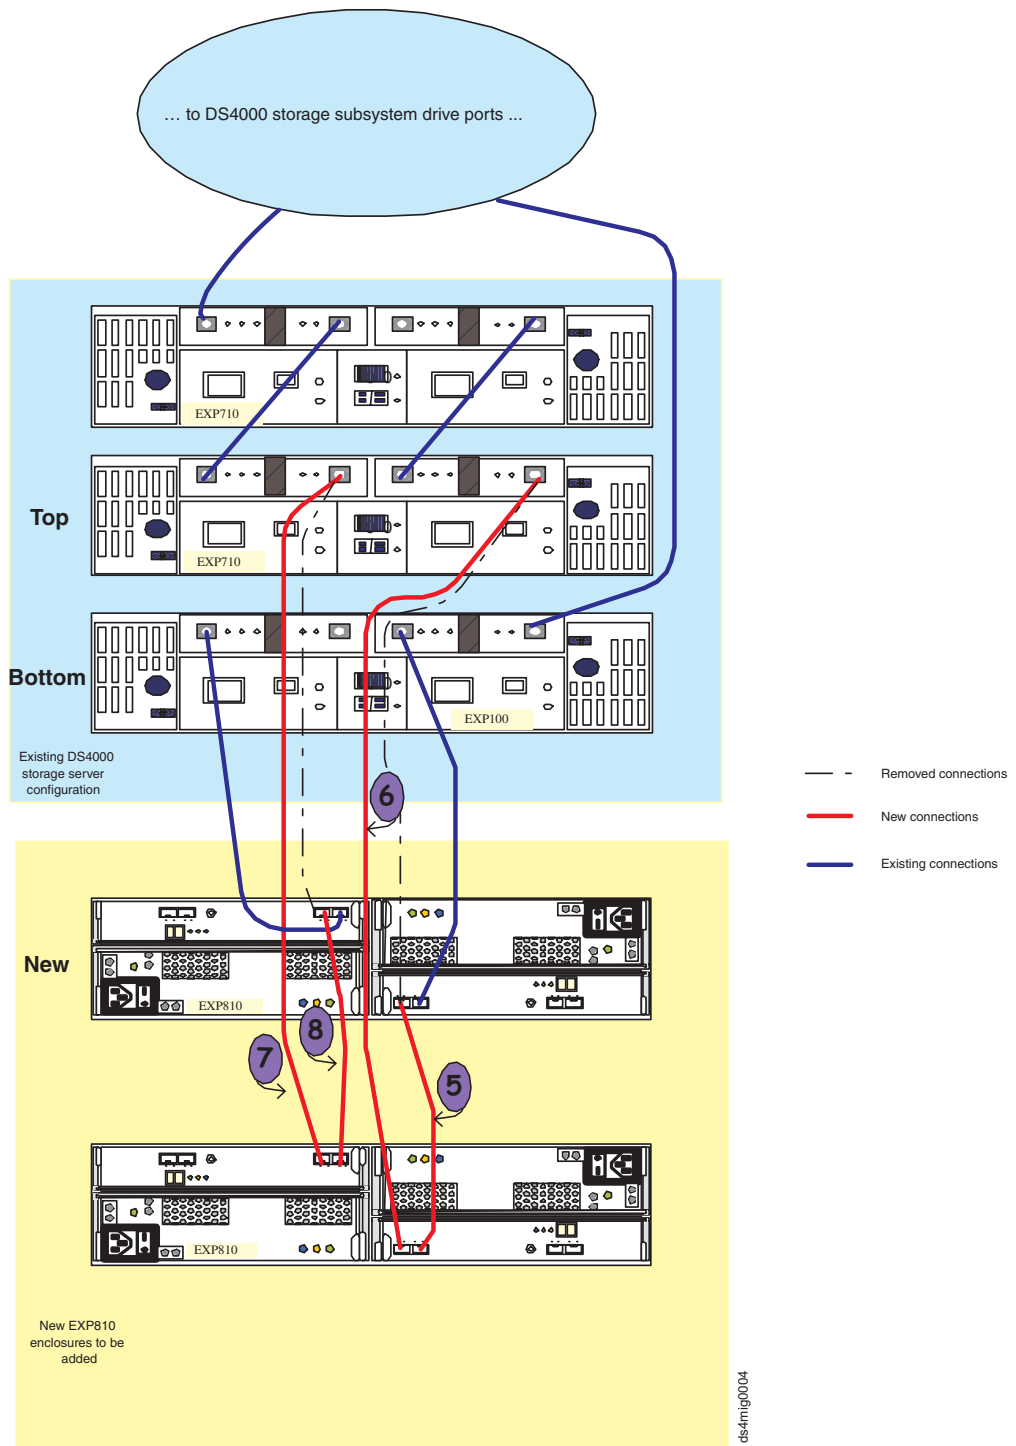 … to DS4000 storage subsystem drive ports ...
EXP710
Top
EXP710
Bottom
EXP100
Existing DS4000
storage server
configuration
6
Removed connections
New connections
Existing connections
New
EXP810
8
7
5
EXP810
New EXP810
enclosures to be
added
ds4mig0004